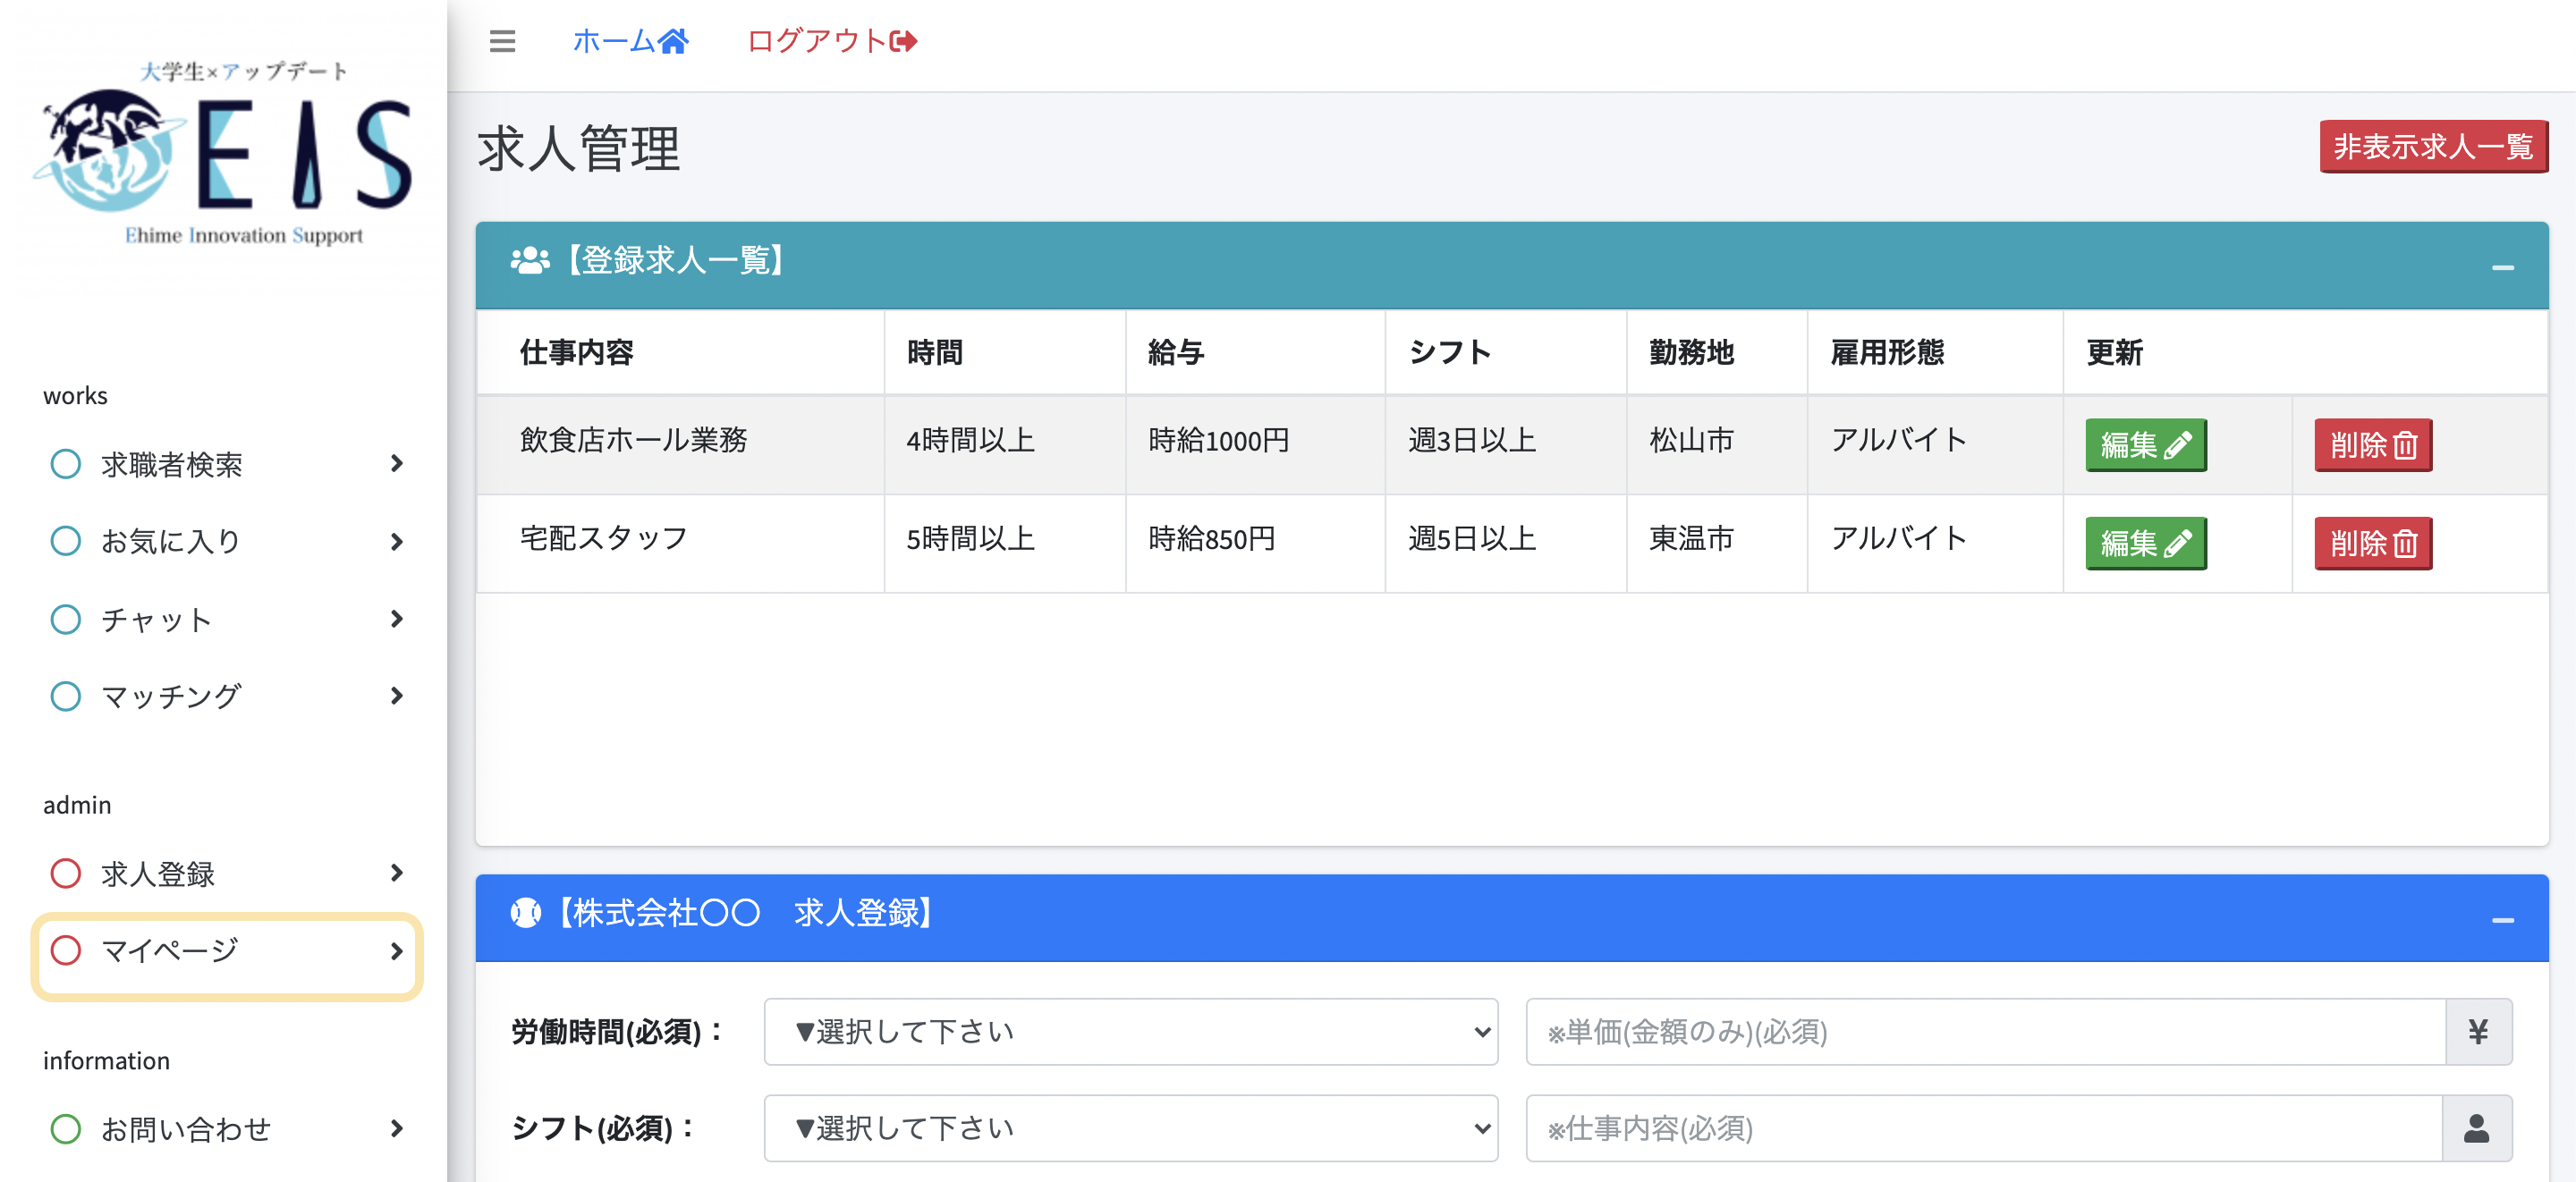 大学生×アップデート
EIS
Ehime Innovation Support
works
求職者検索
お気に入り
チャット
マッチング
admin
求人登録
マイページ
information
お問い合わせ
ホーム
ログアウト
求人管理
非表示求人一覧
【登録求人一覧】
仕事内容 時間 給与 シフト 勤務地 雇用形態 更新
飲食店ホール業務 4時間以上 時給1000円 週3日以上 松山市 アルバイト 編集 削除
宅配スタッフ 5時間以上 時給850円 週5日以上 東温市 アルバイト 編集 削除
【株式会社〇〇　求人登録】
労働時間(必須)： ▼選択して下さい ※単価(金額のみ)(必須) ¥
シフト(必須)： ▼選択して下さい ※仕事内容(必須)